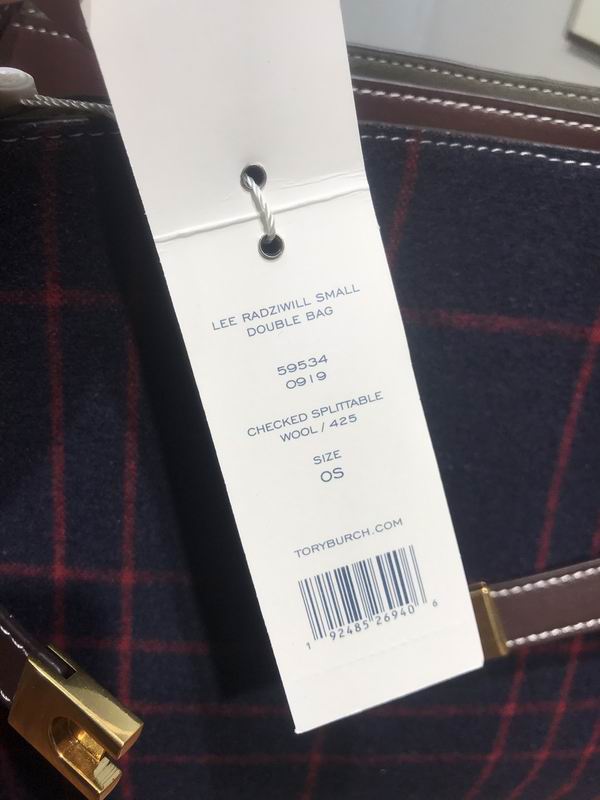 LEE RADZIWILL SMALL
DOUBLE BAG
59534
0919
CHECKED SPLITTABLE
WOOL / 425
SIZE
OS
TORYBURCH.COM
1 92485 26940 6